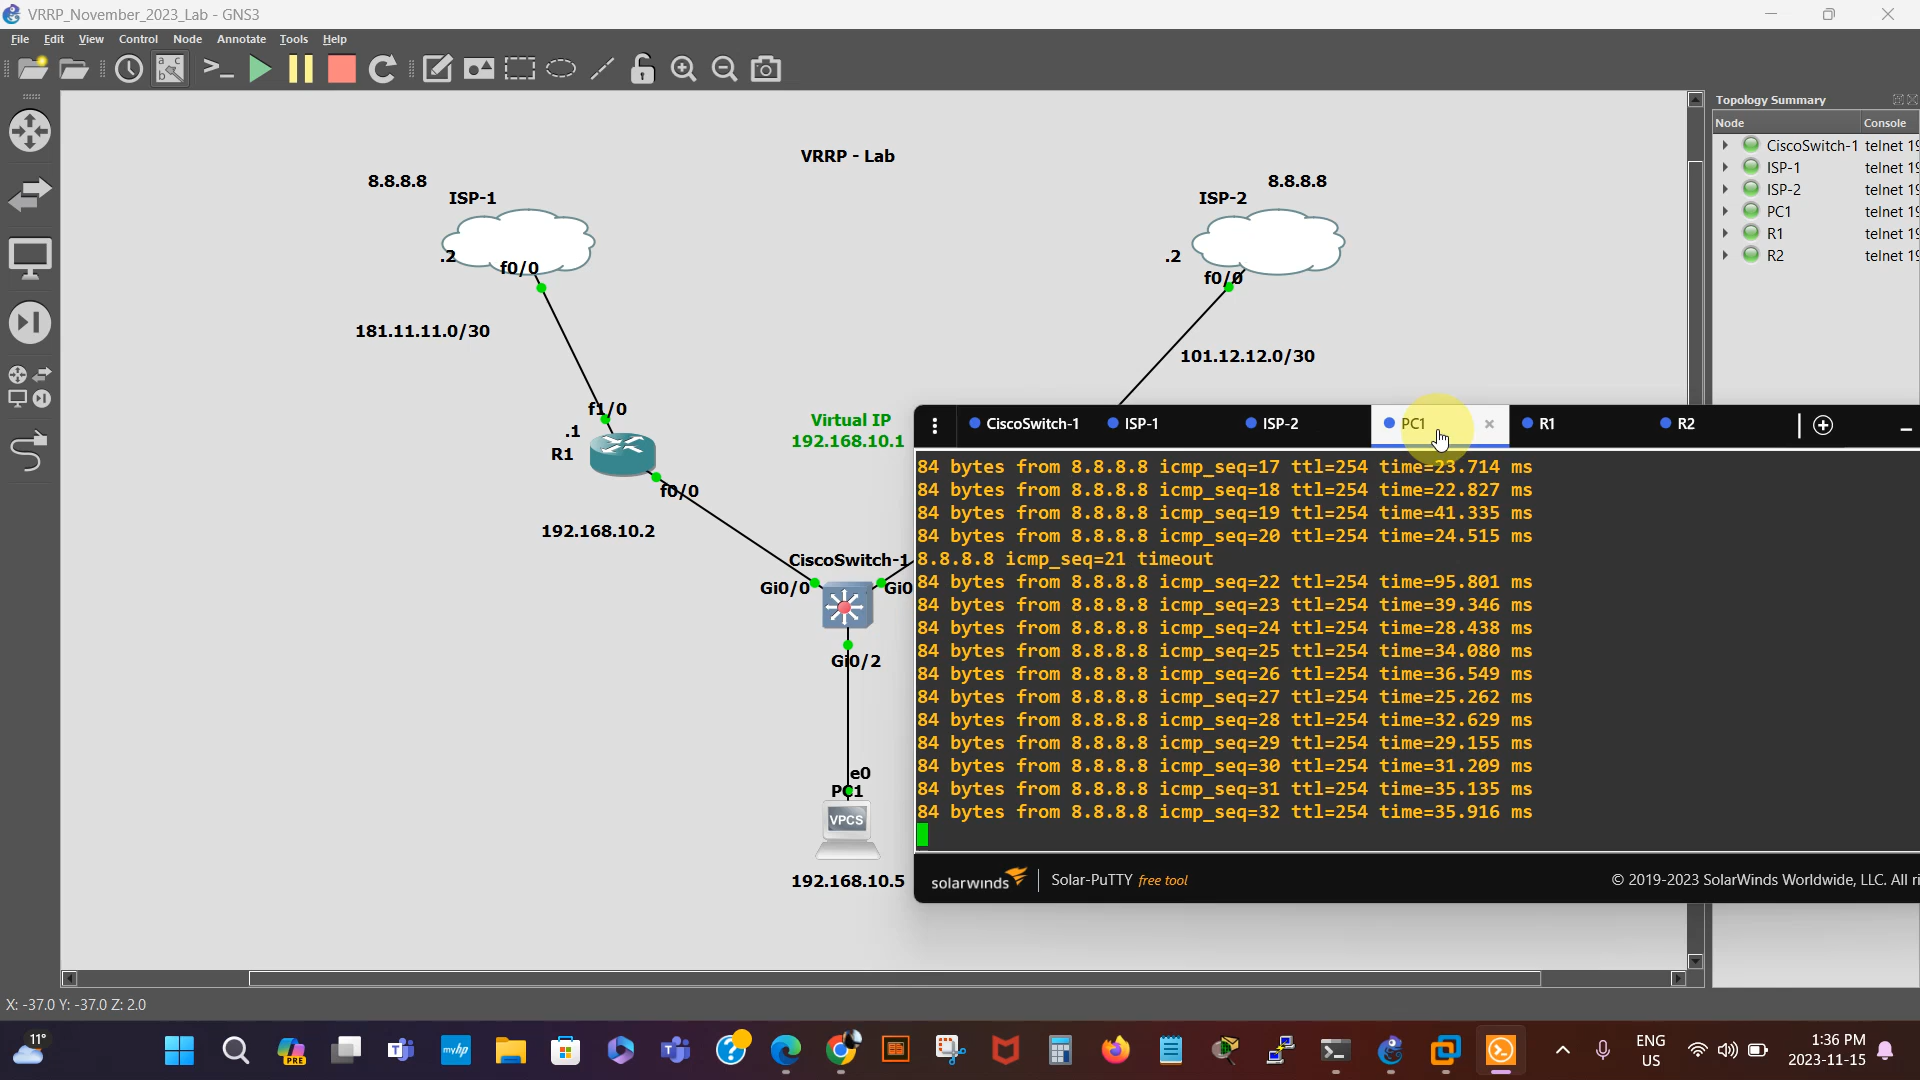 VRRP_November_2023_Lab - GNS3
File Edit View Control Node Annotate Tools Help
Topology Summary
Node Console
CiscoSwitch-1 telnet 19
ISP-1 telnet 19
ISP-2 telnet 19
PC1 telnet 19
R1 telnet 19
R2 telnet 19
VRRP - Lab
8.8.8.8
ISP-1
.2
f0/0
181.11.11.0/30
8.8.8.8
ISP-2
.2
f0/0
101.12.12.0/30
f1/0
.1
R1
f0/0
192.168.10.2
Virtual IP
192.168.10.1
CiscoSwitch-1
Gi0/0
Gi0
Gi0/2
e0
PC1
VPCS
192.168.10.5
CiscoSwitch-1 ISP-1 ISP-2 PC1 R1 R2
84 bytes from 8.8.8.8 icmp_seq=17 ttl=254 time=23.714 ms
84 bytes from 8.8.8.8 icmp_seq=18 ttl=254 time=22.827 ms
84 bytes from 8.8.8.8 icmp_seq=19 ttl=254 time=41.335 ms
84 bytes from 8.8.8.8 icmp_seq=20 ttl=254 time=24.515 ms
8.8.8.8 icmp_seq=21 timeout
84 bytes from 8.8.8.8 icmp_seq=22 ttl=254 time=95.801 ms
84 bytes from 8.8.8.8 icmp_seq=23 ttl=254 time=39.346 ms
84 bytes from 8.8.8.8 icmp_seq=24 ttl=254 time=28.438 ms
84 bytes from 8.8.8.8 icmp_seq=25 ttl=254 time=34.080 ms
84 bytes from 8.8.8.8 icmp_seq=26 ttl=254 time=36.549 ms
84 bytes from 8.8.8.8 icmp_seq=27 ttl=254 time=25.262 ms
84 bytes from 8.8.8.8 icmp_seq=28 ttl=254 time=32.629 ms
84 bytes from 8.8.8.8 icmp_seq=29 ttl=254 time=29.155 ms
84 bytes from 8.8.8.8 icmp_seq=30 ttl=254 time=31.209 ms
84 bytes from 8.8.8.8 icmp_seq=31 ttl=254 time=35.135 ms
84 bytes from 8.8.8.8 icmp_seq=32 ttl=254 time=35.916 ms
solarwinds Solar-PuTTY free tool
© 2019-2023 SolarWinds Worldwide, LLC. All ri
X: -37.0 Y: -37.0 Z: 2.0
11°
PRE
myhp
ENG
US
1:36 PM
2023-11-15